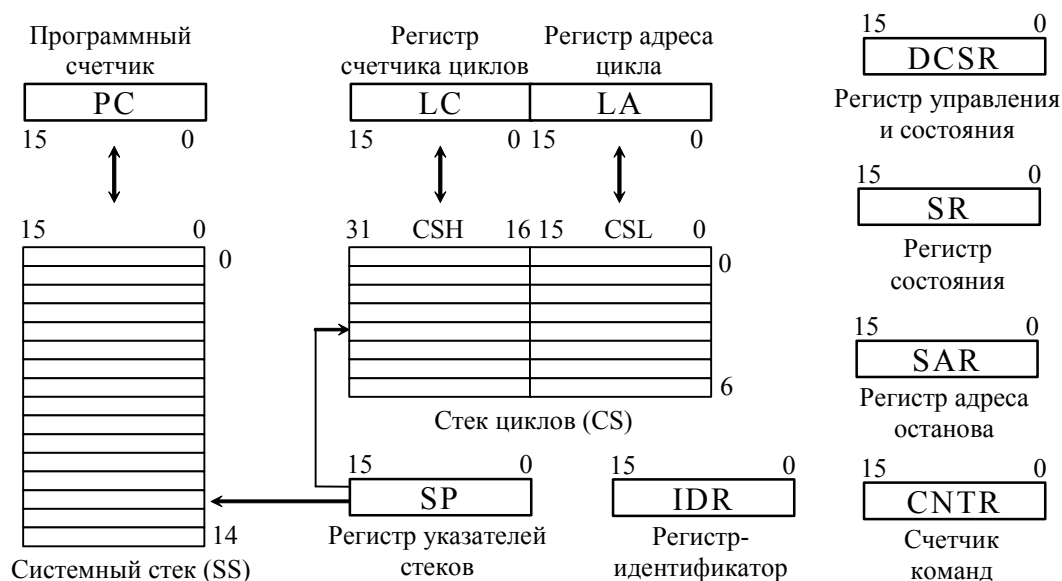 Программный
счетчик
PC
15 0
Регистр
счетчика циклов
Регистр адреса
цикла
LC LA
15 0 15 0
15 0
DCSR
Регистр управления
и состояния
15 0
SR
Регистр
состояния
15 0
SAR
Регистр адреса
останова
15 0
CNTR
Счетчик
команд
15 0
0
14
Системный стек (SS)
31 CSH 16 15 CSL 0
0
6
Стек циклов (CS)
15 0
SP
Регистр указателей
стеков
15 0
IDR
Регистр-
идентификатор